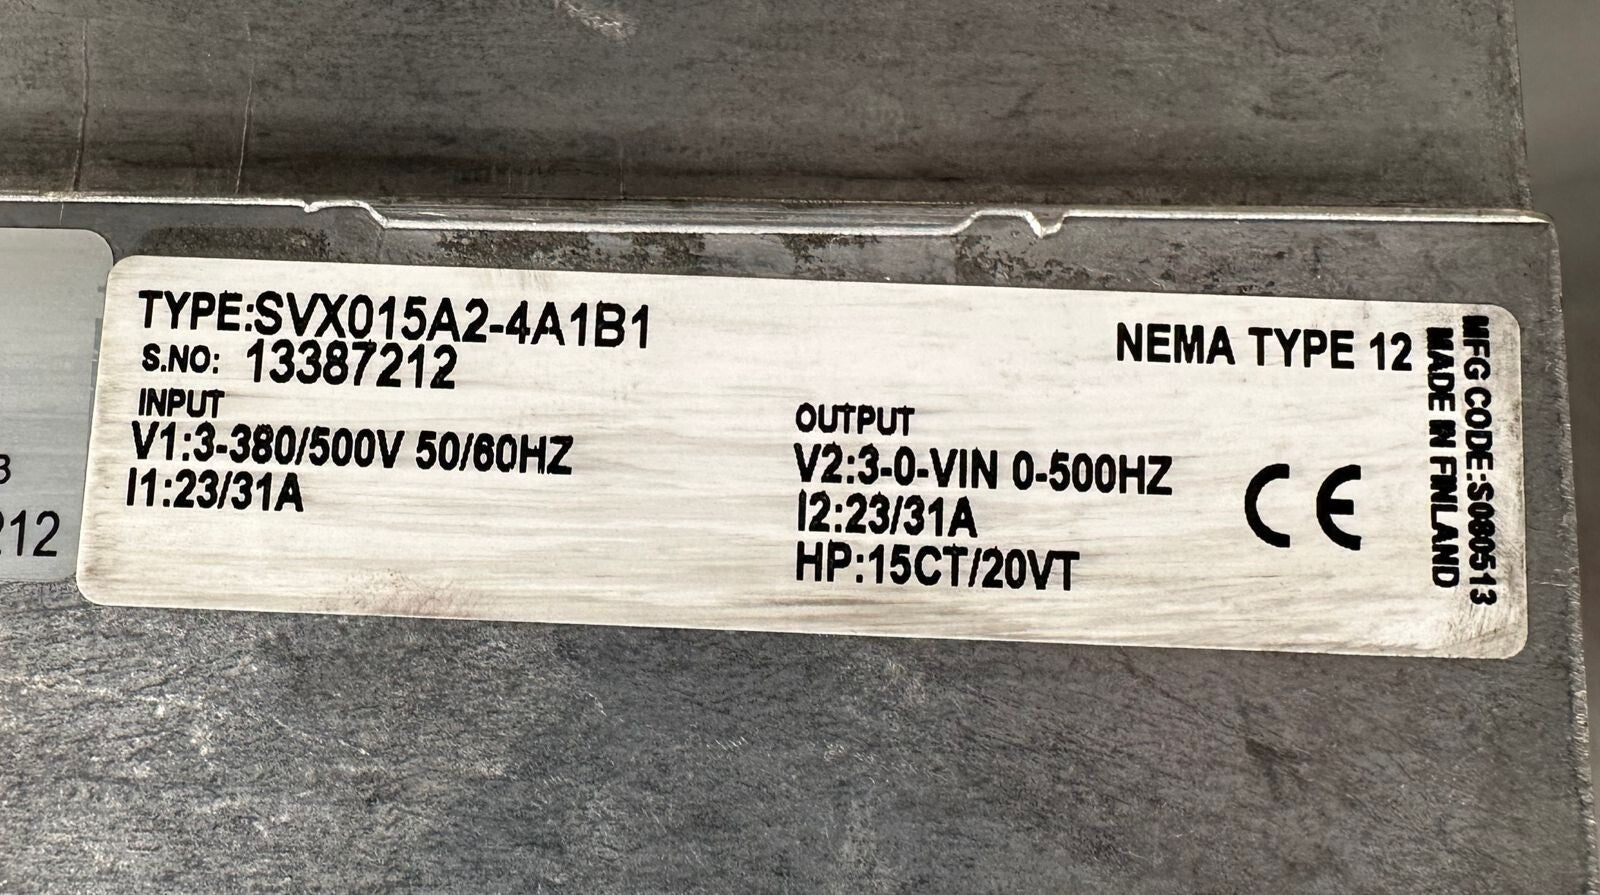 TYPE:SVX015A2-4A1B1
S.NO: 13387212
INPUT
V1:3-380/500V 50/60HZ
I1:23/31A
NEMA TYPE 12
OUTPUT
V2:3-0-VIN 0-500HZ
I2:23/31A
HP:15CT/20VT
CE
MFG CODE:S080513
MADE IN FINLAND
3
212